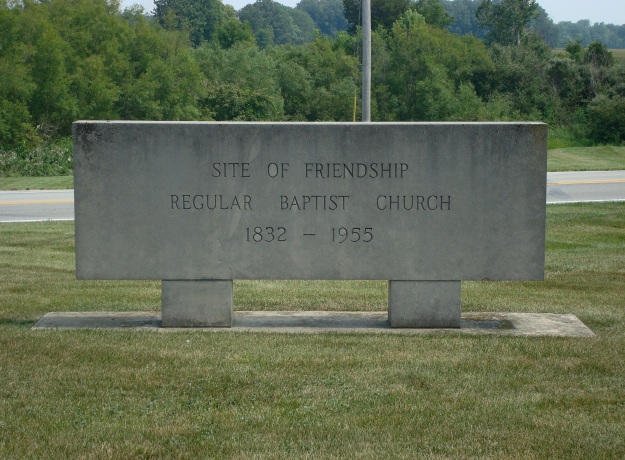 SITE OF FRIENDSHIP
REGULAR BAPTIST CHURCH
1832 — 1955